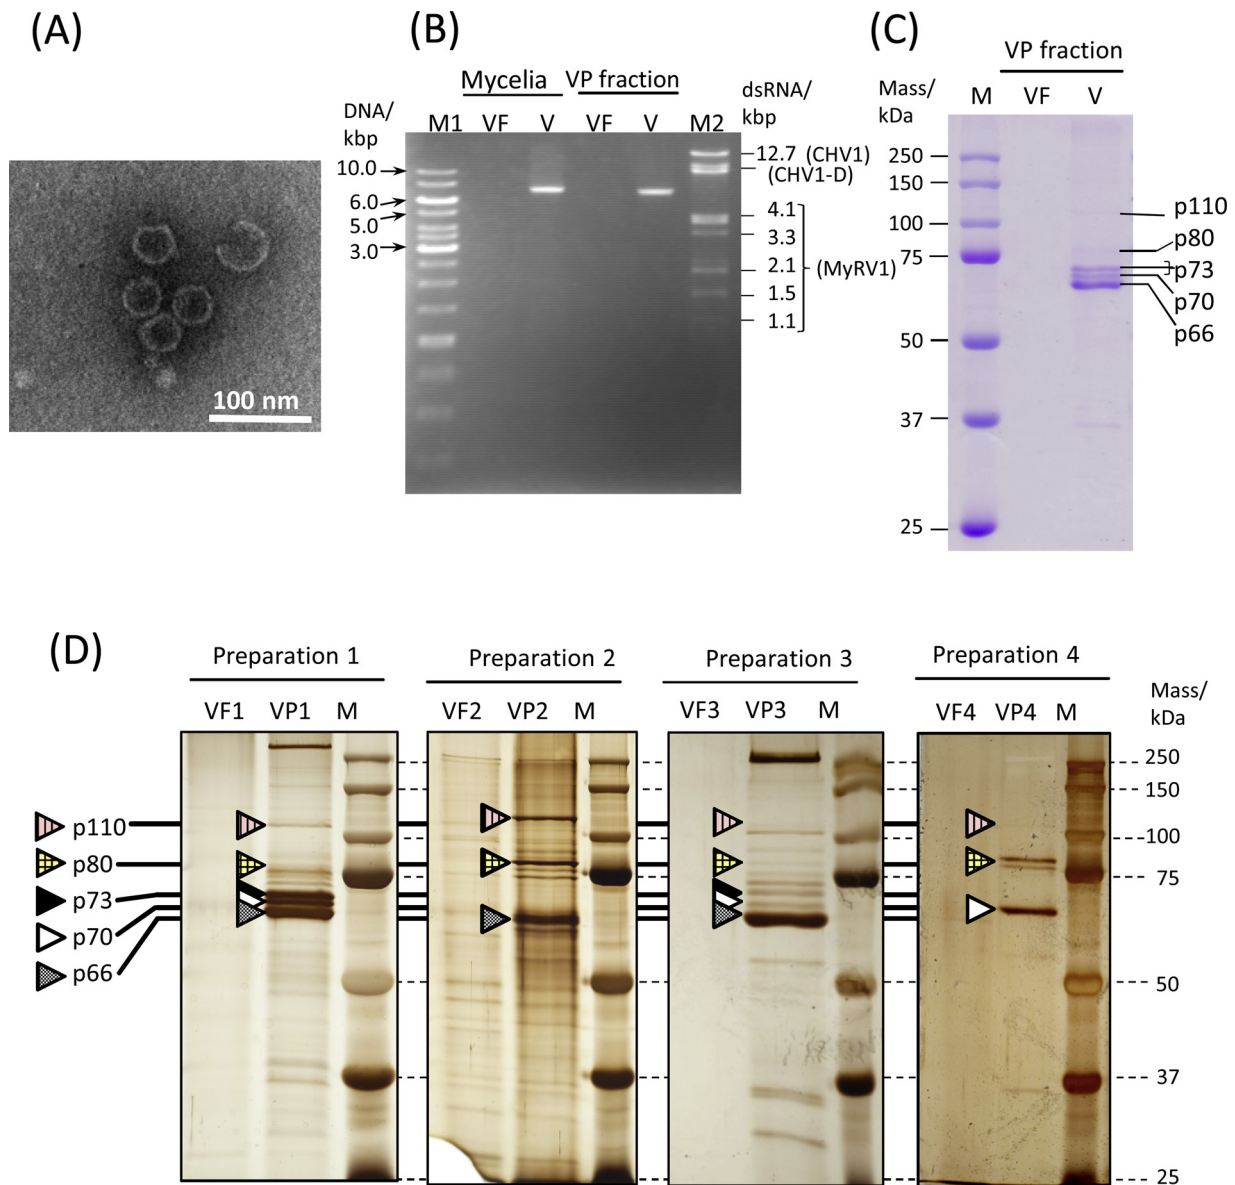 (A)
100 nm
(B)
Mycelia VP fraction
DNA/
kbp
dsRNA/
kbp
M1 VF V VF V M2
10.0
6.0
5.0
3.0
12.7 (CHV1)
(CHV1-D)
4.1
3.3
2.1
1.5
1.1
(MyRV1)
(C)
VP fraction
Mass/
kDa
M VF V
250
150
100
75
50
37
25
p110
p80
p73
p70
p66
(D)
Preparation 1 Preparation 2 Preparation 3 Preparation 4
VF1 VP1 M VF2 VP2 M VF3 VP3 M VF4 VP4 M
Mass/
kDa
p110
p80
p73
p70
p66
250
150
100
75
50
37
25